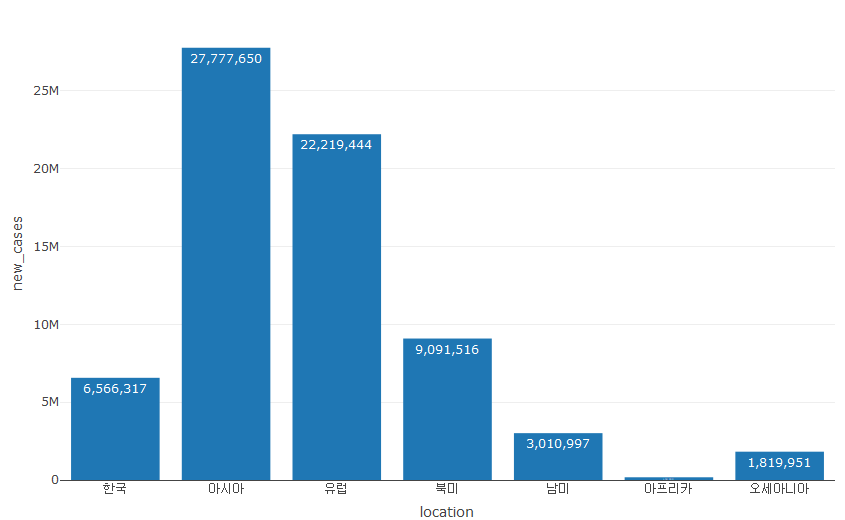 27,777,650
25M
22,219,444
20M
15M
new_cases
10M
9,091,516
6,566,317
5M
3,010,997
1,819,951
0
한국 아시아 유럽 북미 남미 아프리카 오세아니아
location